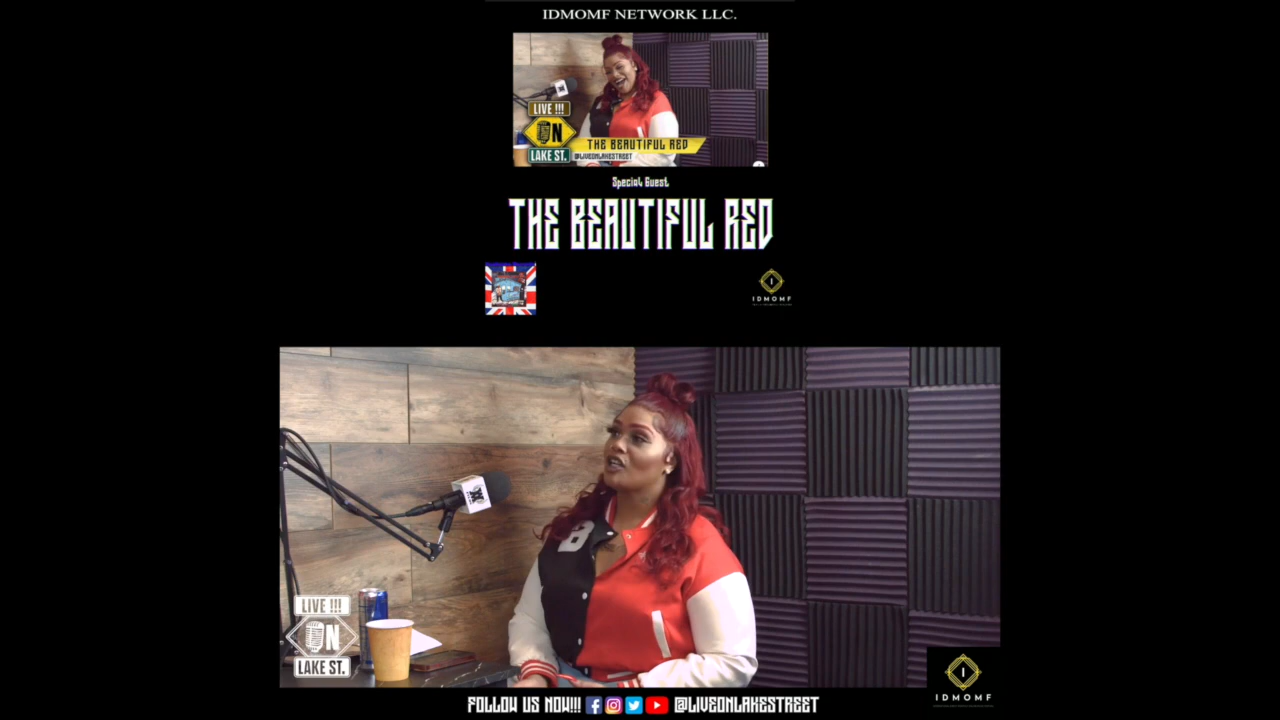 IDMOMF NETWORK LLC.
LIVE !!!
ON
LAKE ST.
THE BEAUTIFUL RED
@LIVEONLAKESTREET
Special Guest
THE BEAUTIFUL RED
I
IDMOMF
B
LIVE !!!
ON
LAKE ST.
I
IDMOMF
FOLLOW US NOW!!! @LIVEONLAKESTREET